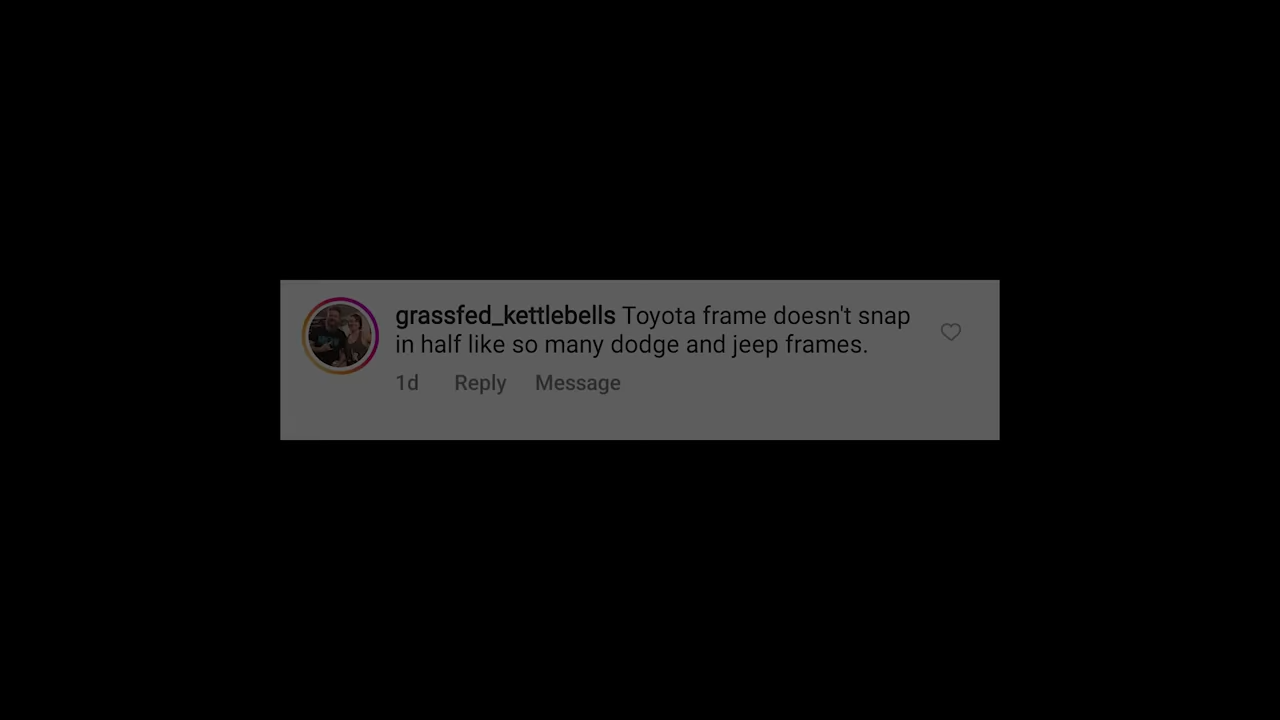 grassfed_kettlebells Toyota frame doesn't snap
in half like so many dodge and jeep frames.
1d Reply Message